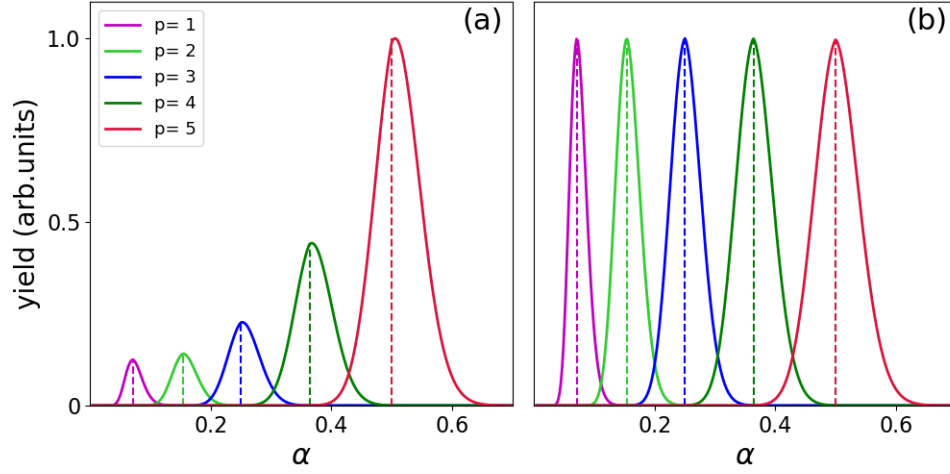 (a)
(b)
p= 1
p= 2
p= 3
p= 4
p= 5
yield (arb.units)
1.0
0.5
0
0.2
0.4
0.6
α
0.2
0.4
0.6
α